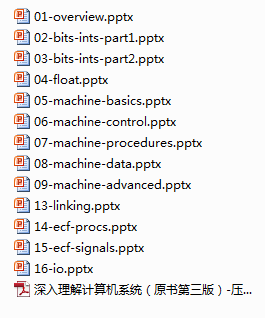 01-overview.pptx
02-bits-ints-part1.pptx
03-bits-ints-part2.pptx
04-float.pptx
05-machine-basics.pptx
06-machine-control.pptx
07-machine-procedures.pptx
08-machine-data.pptx
09-machine-advanced.pptx
13-linking.pptx
14-ecf-procs.pptx
15-ecf-signals.pptx
16-io.pptx
深入理解计算机系统（原书第三版）-压...